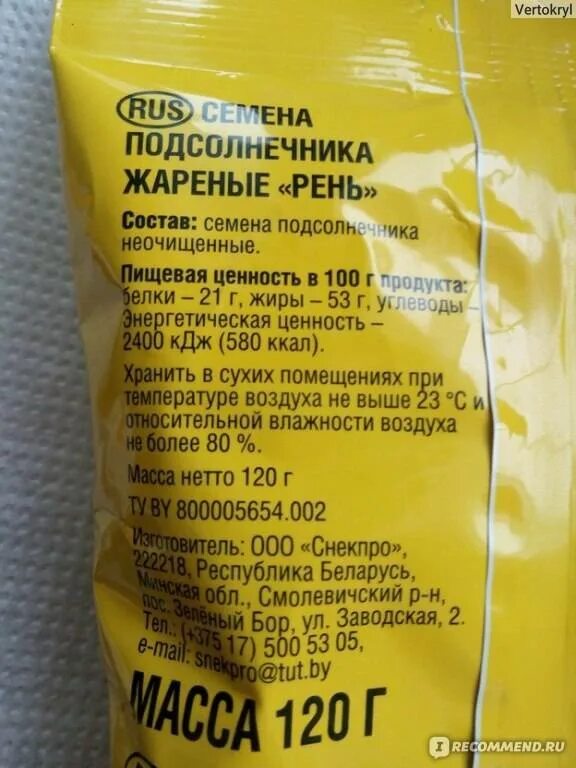 Vertokryl
RUS СЕМЕНА
ПОДСОЛНЕЧНИКА
ЖАРЕНЫЕ «РЕНЬ»
Состав: семена подсолнечника
неочищенные.
Пищевая ценность в 100 г продукта:
белки – 21 г, жиры – 53 г, углеводы –
Энергетическая ценность –
2400 кДж (580 ккал).
Хранить в сухих помещениях при
температуре воздуха не выше 23 °С и
относительной влажности воздуха
не более 80 %.
Масса нетто 120 г
ТУ BY 800005654.002
Изготовитель: ООО «Снекпро»,
222218, Республика Беларусь,
Минская обл., Смолевичский р-н,
пос. Зелёный Бор, ул. Заводская, 2.
Тел.: (+375 17) 500 53 05,
e-mail: snekpro@tut.by
МАССА 120 Г
RUS
IRECOMMEND.RU